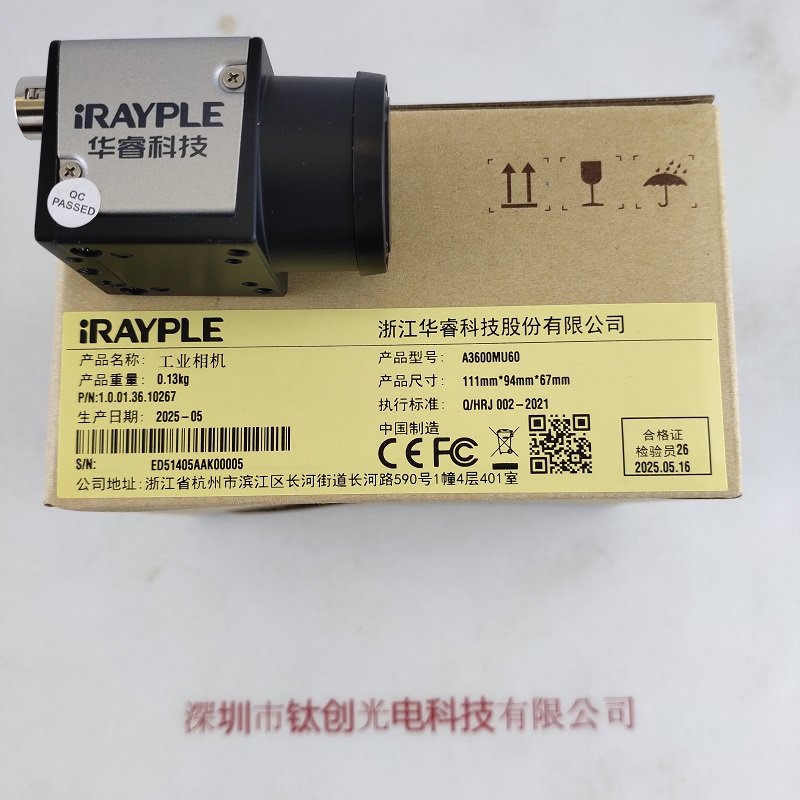 iRAYPLE
华睿科技
QC
PASSED
iRAYPLE
浙江华睿科技股份有限公司
产品名称: 工业相机
产品型号: A3600MU60
产品重量: 0.13kg
产品尺寸: 111mm*94mm*67mm
P/N:1.0.01.36.10267
执行标准: Q/HRJ 002-2021
生产日期: 2025-05
中国制造
CE FC
合格证
检验员26
2025.05.16
S/N: ED51405AAK00005
公司地址:浙江省杭州市滨江区长河街道长河路590号1幢4层401室
深圳市钛创光电科技有限公司